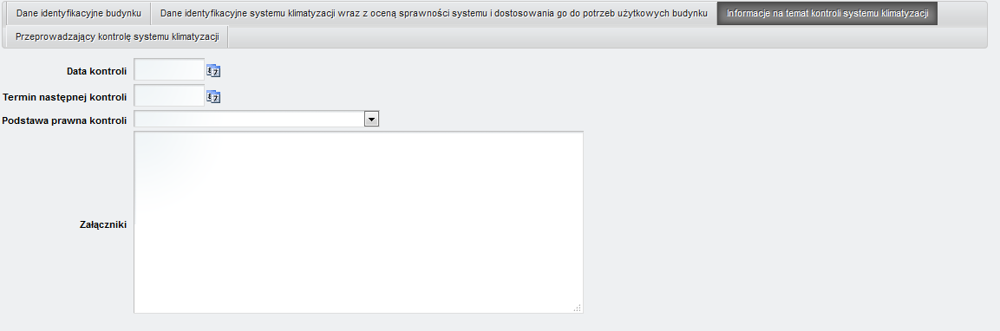 Dane identyfikacyjne budynku
Dane identyfikacyjne systemu klimatyzacji wraz z oceną sprawności systemu i dostosowania go do potrzeb użytkowych budynku
Informacje na temat kontroli systemu klimatyzacji
Przeprowadzający kontrolę systemu klimatyzacji
Data kontroli
Termin następnej kontroli
Podstawa prawna kontroli
Załączniki